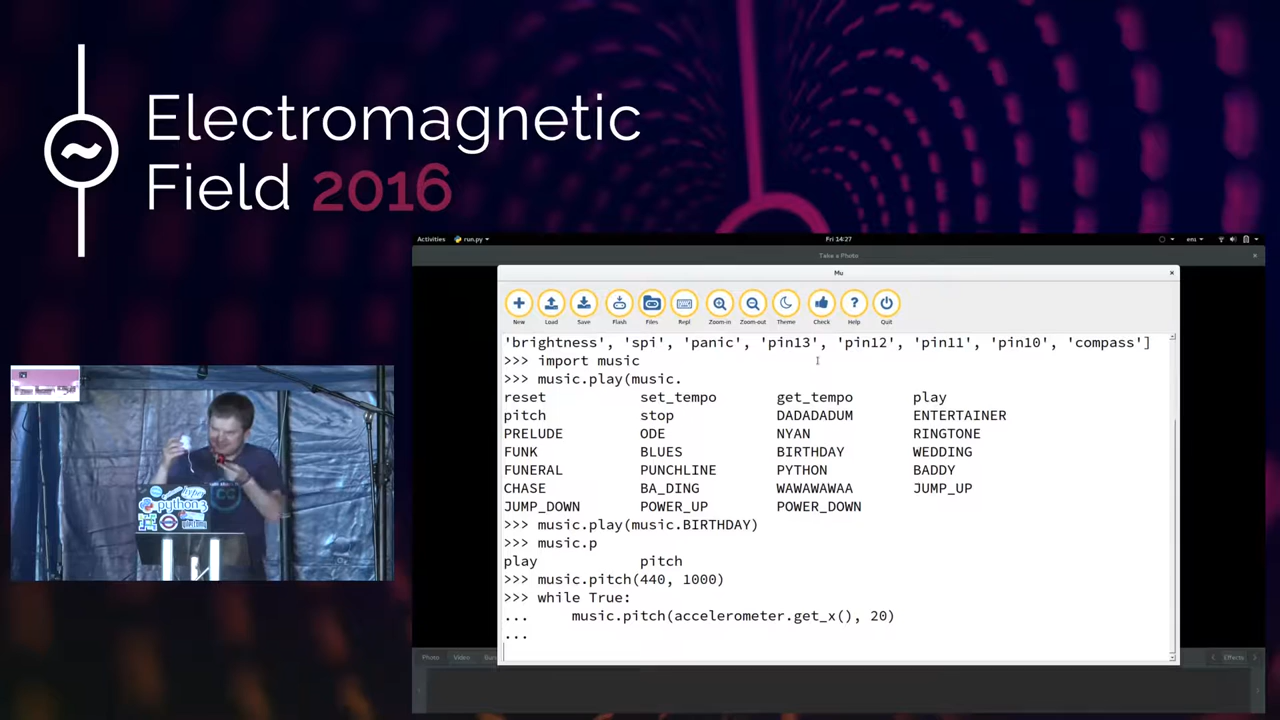 Electromagnetic
Field 2016
Activities run.py Fri 14:27 en₁
Take a Photo
Mu
New Load Save Flash Files Repl Zoom-in Zoom-out Theme Check Help Quit
'brightness', 'spi', 'panic', 'pin13', 'pin12', 'pin11', 'pin10', 'compass']
>>> import music
>>> music.play(music.
reset set_tempo get_tempo play
pitch stop DADADADUM ENTERTAINER
PRELUDE ODE NYAN RINGTONE
FUNK BLUES BIRTHDAY WEDDING
FUNERAL PUNCHLINE PYTHON BADDY
CHASE BA_DING WAWAWAWAA JUMP_UP
JUMP_DOWN POWER_UP POWER_DOWN
>>> music.play(music.BIRTHDAY)
>>> music.p
play pitch
>>> music.pitch(440, 1000)
>>> while True:
... music.pitch(accelerometer.get_x(), 20)
...
Photo Video Effects
python3